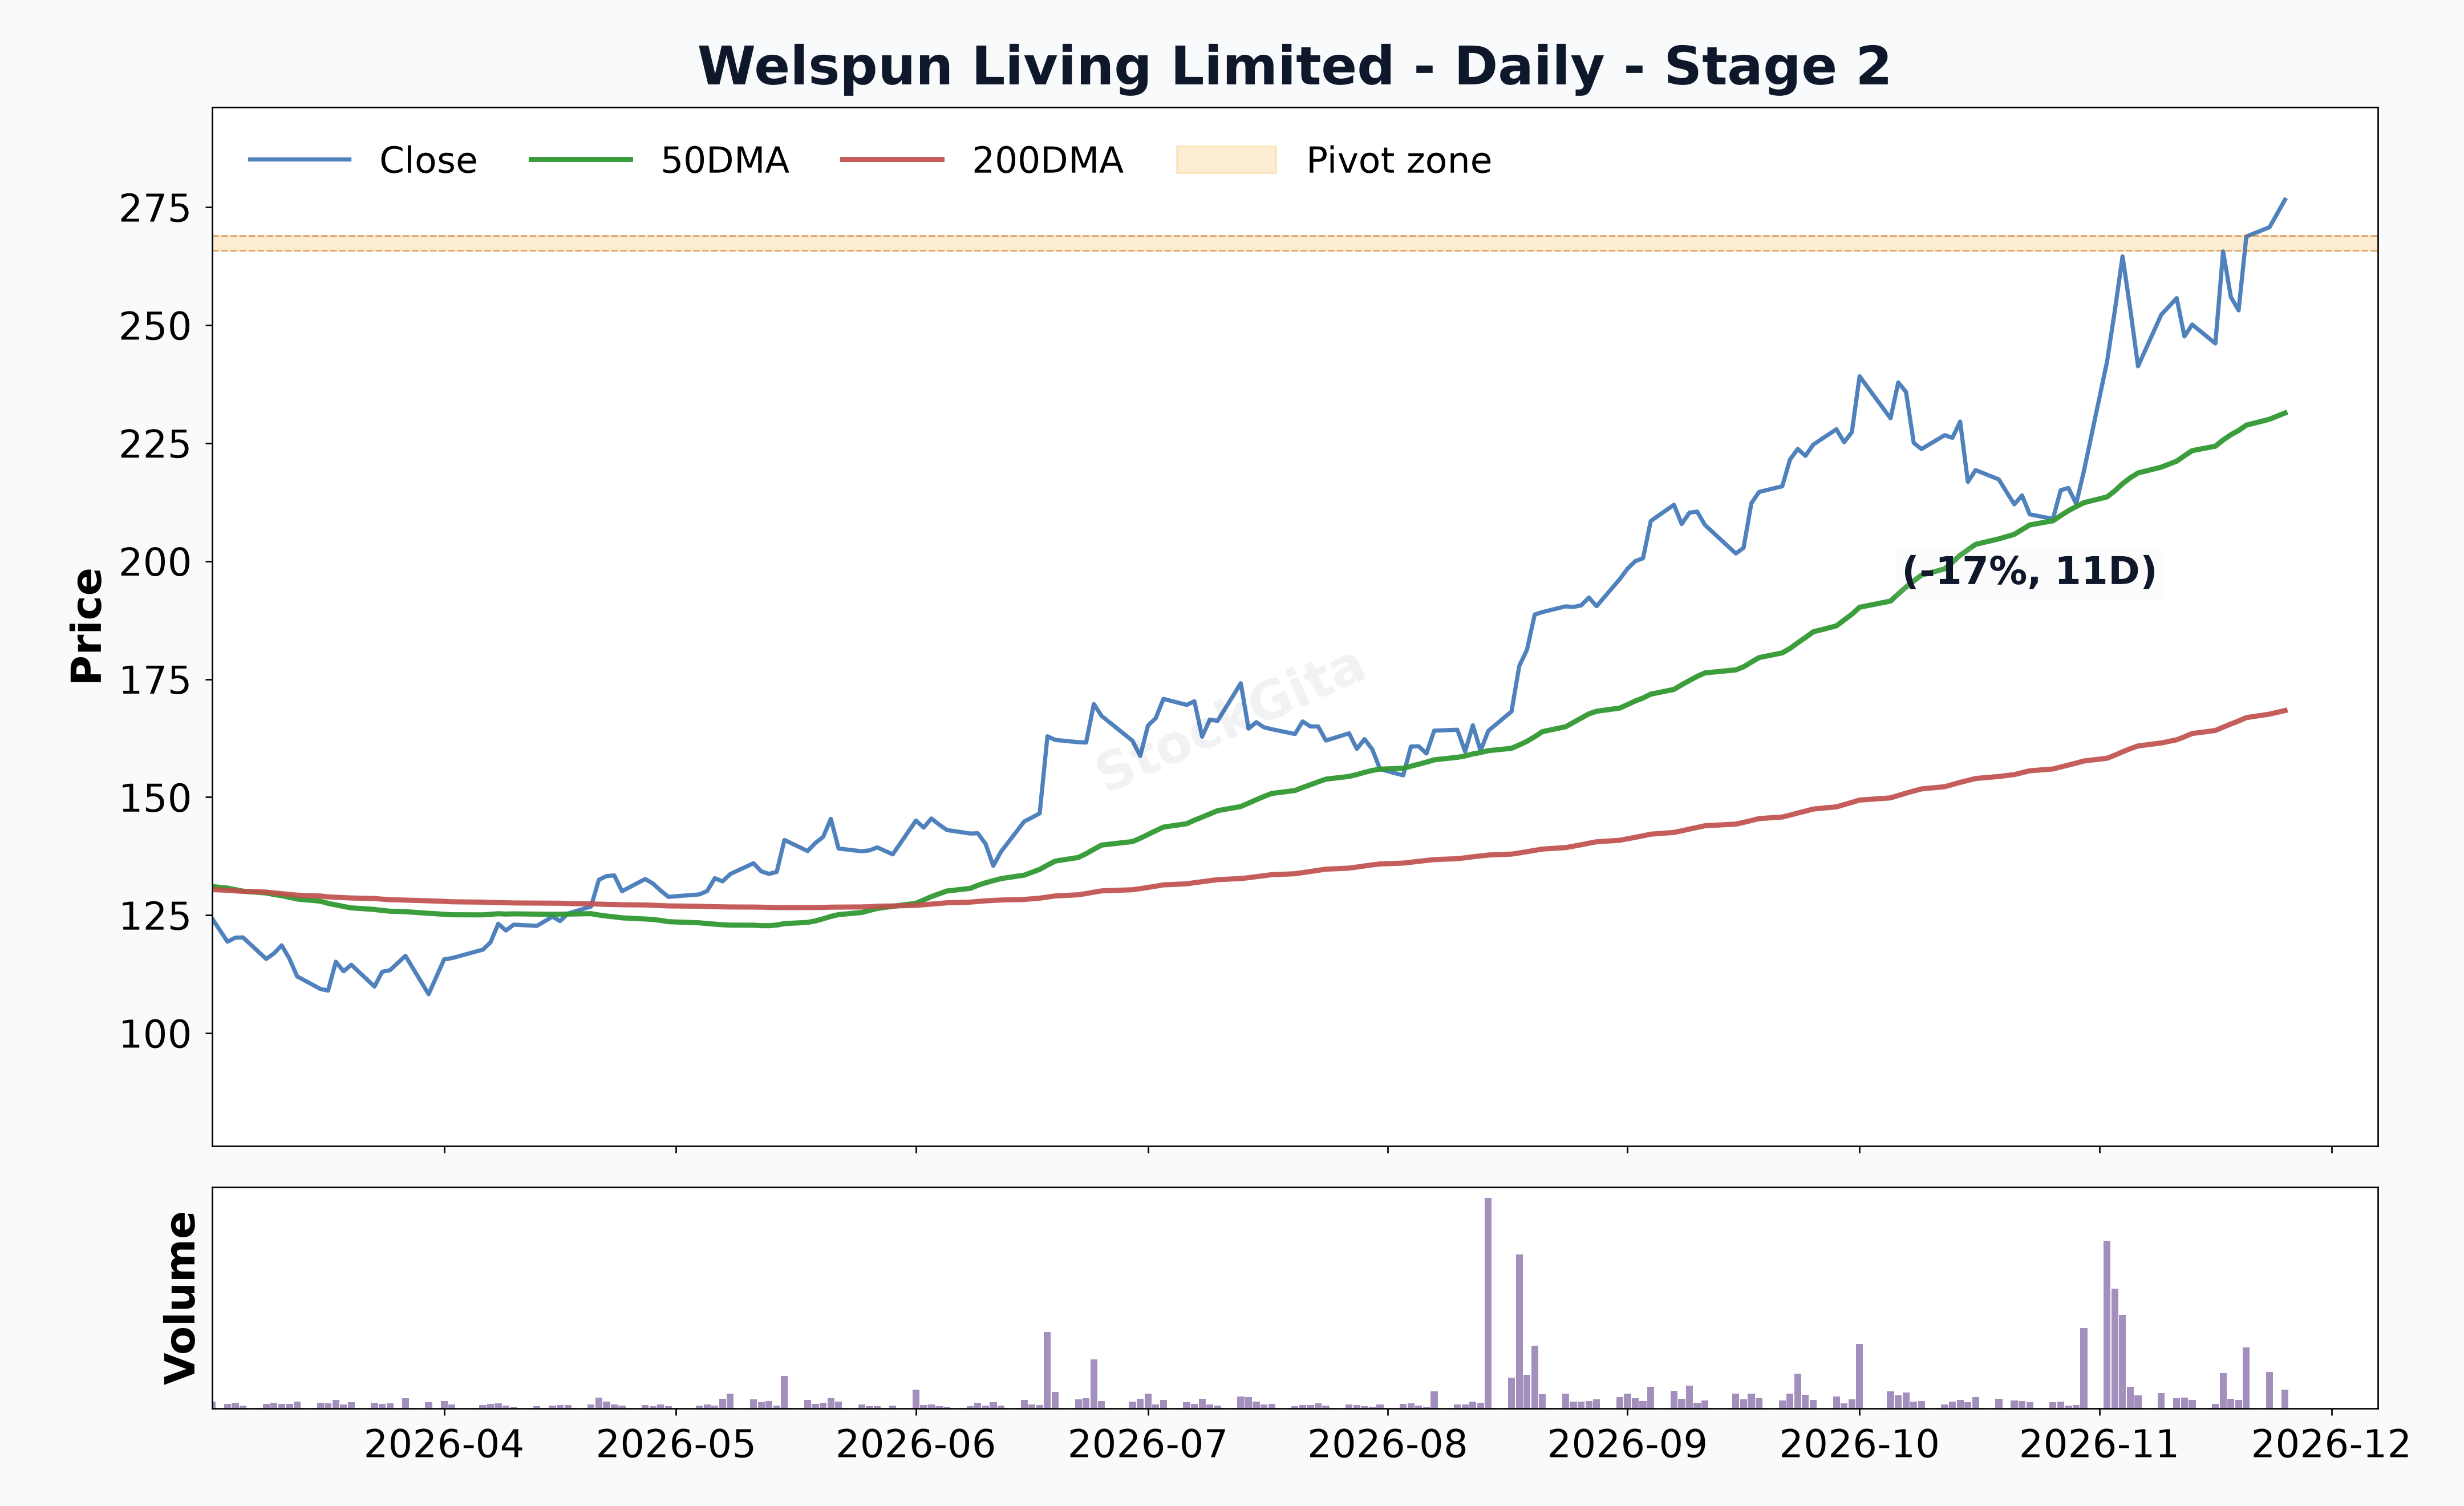 Welspun Living Limited - Daily - Stage 2
Close 50DMA 200DMA Pivot zone
275
250
225
200
175
150
125
100
Price
(-17%, 11D)
StockGita
Volume
2026-04 2026-05 2026-06 2026-07 2026-08 2026-09 2026-10 2026-11 2026-12